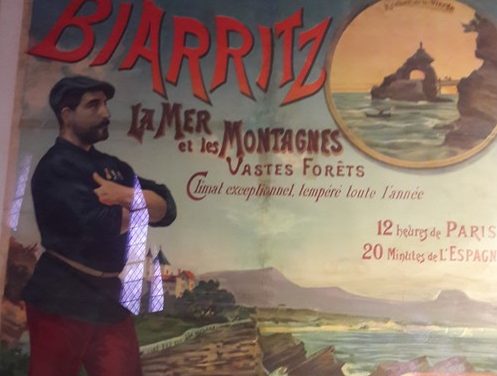 BIARRITZ
LA MER
et les MONTAGNES
VASTES FORÊTS
Climat exceptionnel, tempéré toute l'année
12 heures de PARIS
20 Minutes de L'ESPAGN